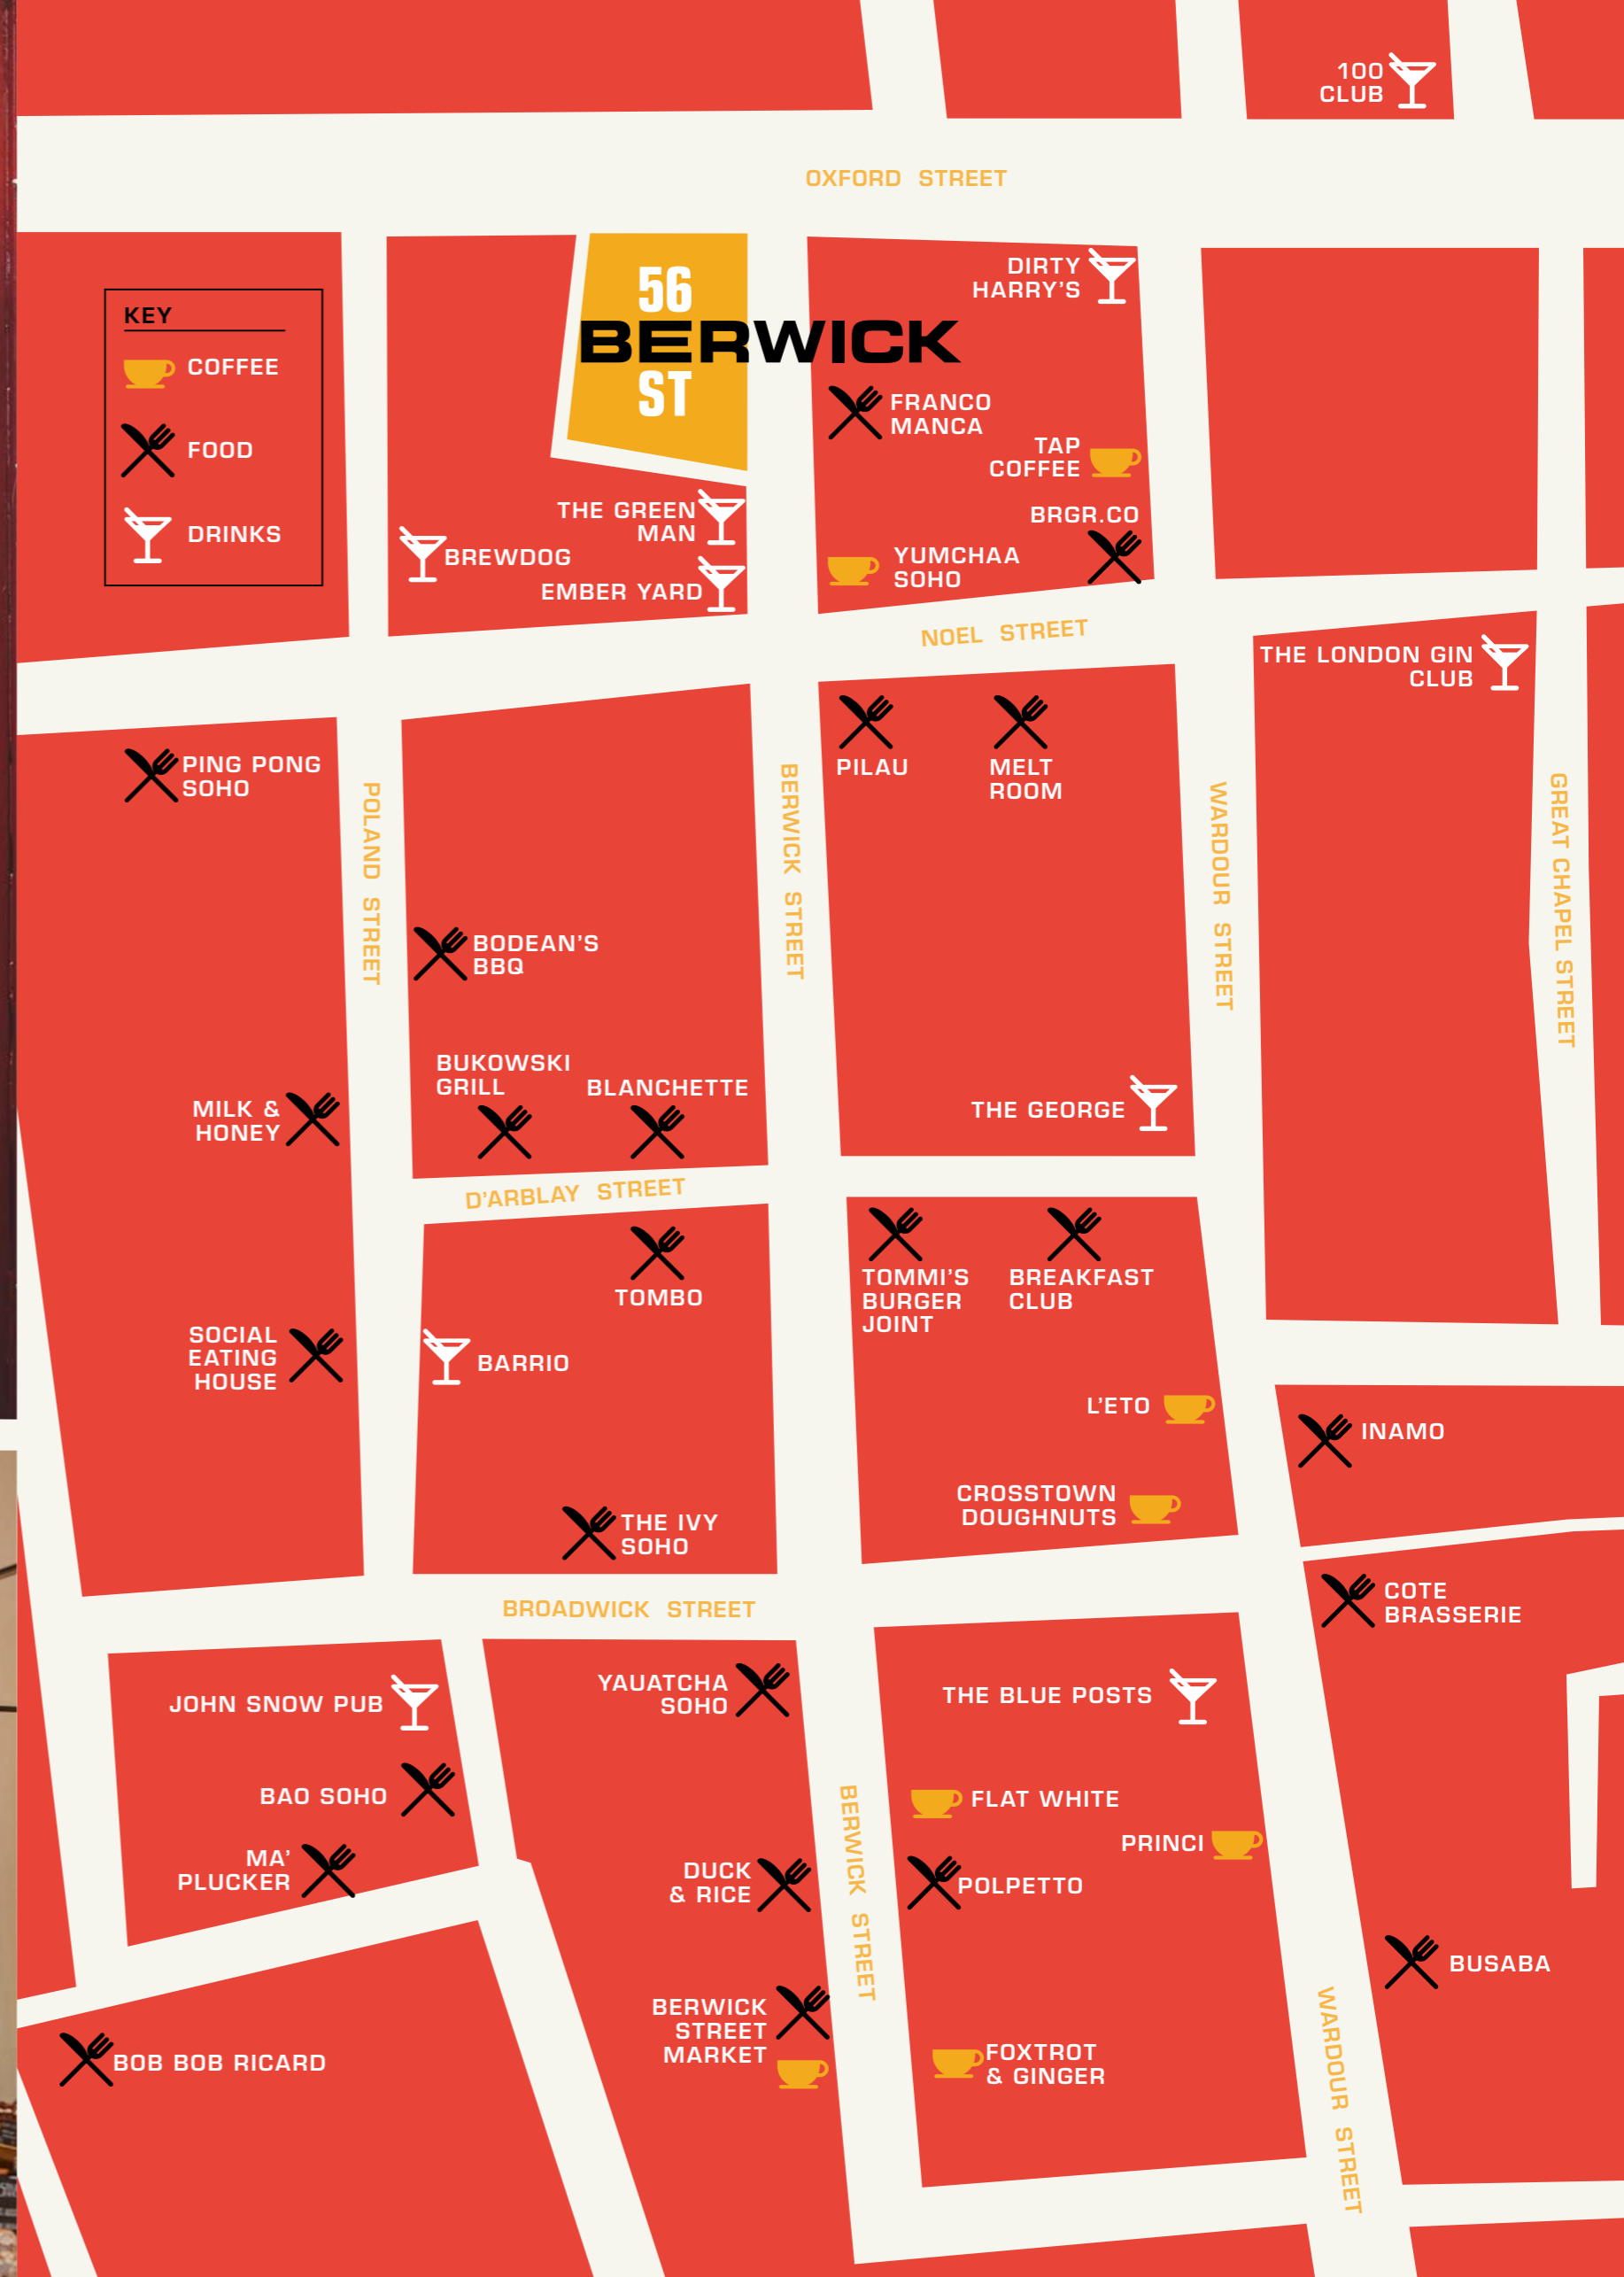 100
CLUB
OXFORD STREET
KEY
COFFEE
FOOD
DRINKS
56
BERWICK
ST
DIRTY
HARRY'S
FRANCO
MANCA
TAP
COFFEE
BRGR.CO
YUMCHAA
SOHO
THE GREEN
MAN
BREWDOG
EMBER YARD
NOEL STREET
THE LONDON GIN
CLUB
PING PONG
SOHO
PILAU
MELT
ROOM
POLAND STREET
BERWICK STREET
WARDOUR STREET
GREAT CHAPEL STREET
BODEAN'S
BBQ
BUKOWSKI
GRILL
BLANCHETTE
MILK &
HONEY
THE GEORGE
D'ARBLAY STREET
TOMBO
TOMMI'S
BURGER
JOINT
BREAKFAST
CLUB
SOCIAL
EATING
HOUSE
BARRIO
L'ETO
INAMO
CROSSTOWN
DOUGHNUTS
THE IVY
SOHO
COTE
BRASSERIE
BROADWICK STREET
JOHN SNOW PUB
YAUATCHA
SOHO
THE BLUE POSTS
BAO SOHO
FLAT WHITE
PRINCI
MA'
PLUCKER
DUCK
& RICE
BERWICK STREET
POLPETTO
BUSABA
BERWICK
STREET
MARKET
WARDOUR STREET
FOXTROT
& GINGER
BOB BOB RICARD